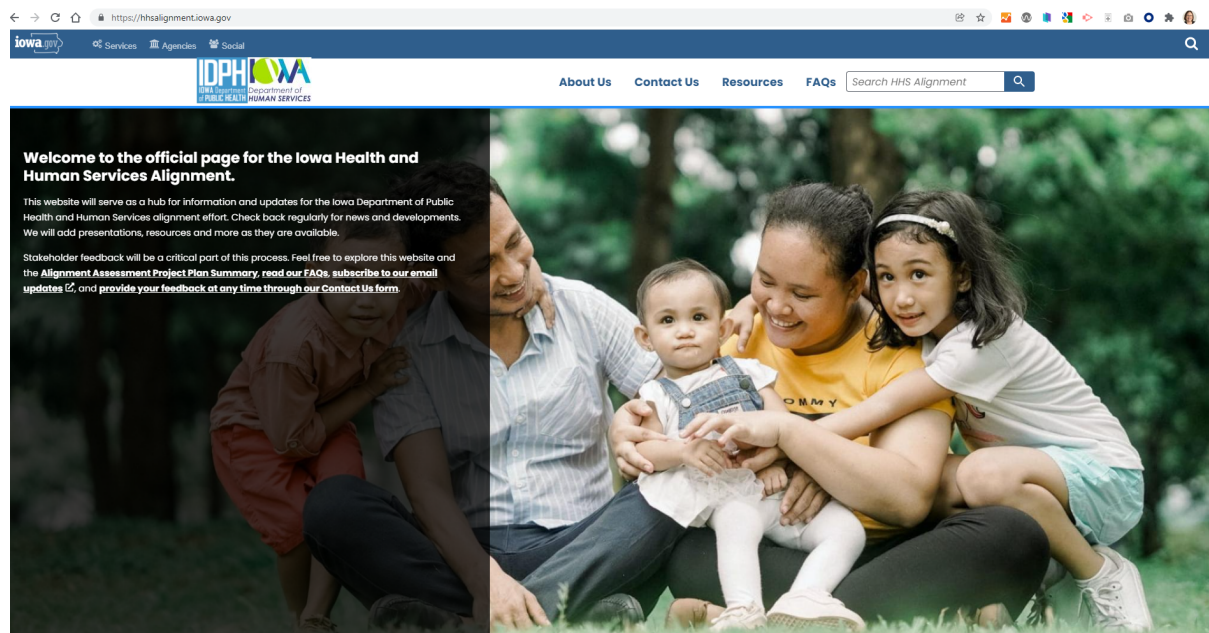 https://hhsalignment.iowa.gov
iowa.gov Services Agencies Social
IDPH IOWA
IOWA Department of PUBLIC HEALTH
Department of HUMAN SERVICES
About Us Contact Us Resources FAQs Search HHS Alignment
Welcome to the official page for the Iowa Health and
Human Services Alignment.
This website will serve as a hub for information and updates for the Iowa Department of Public
Health and Human Services alignment effort. Check back regularly for news and developments.
We will add presentations, resources and more as they are available.
Stakeholder feedback will be a critical part of this process. Feel free to explore this website and
the Alignment Assessment Project Plan Summary, read our FAQs, subscribe to our email
updates, and provide your feedback at any time through our Contact Us form.
OMMY